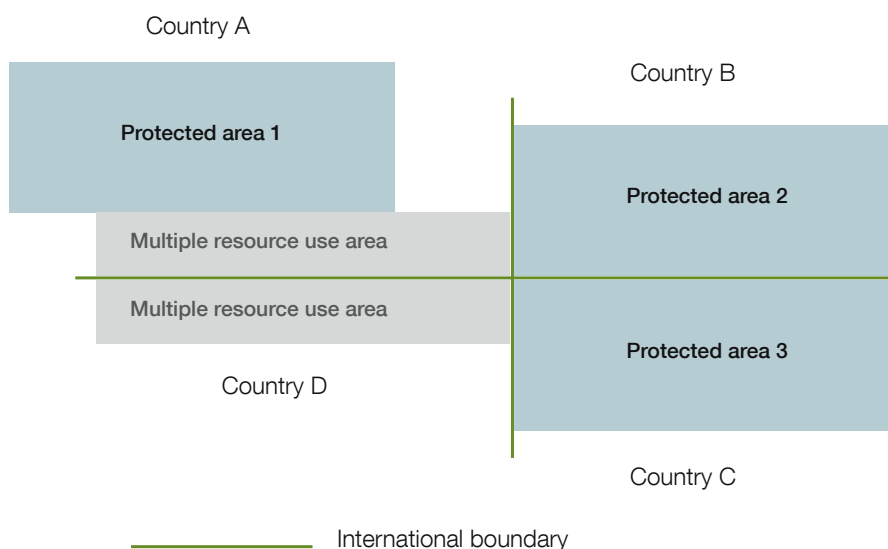 Country A
Country B
Protected area 1
Protected area 2
Multiple resource use area
Multiple resource use area
Protected area 3
Country D
Country C
International boundary